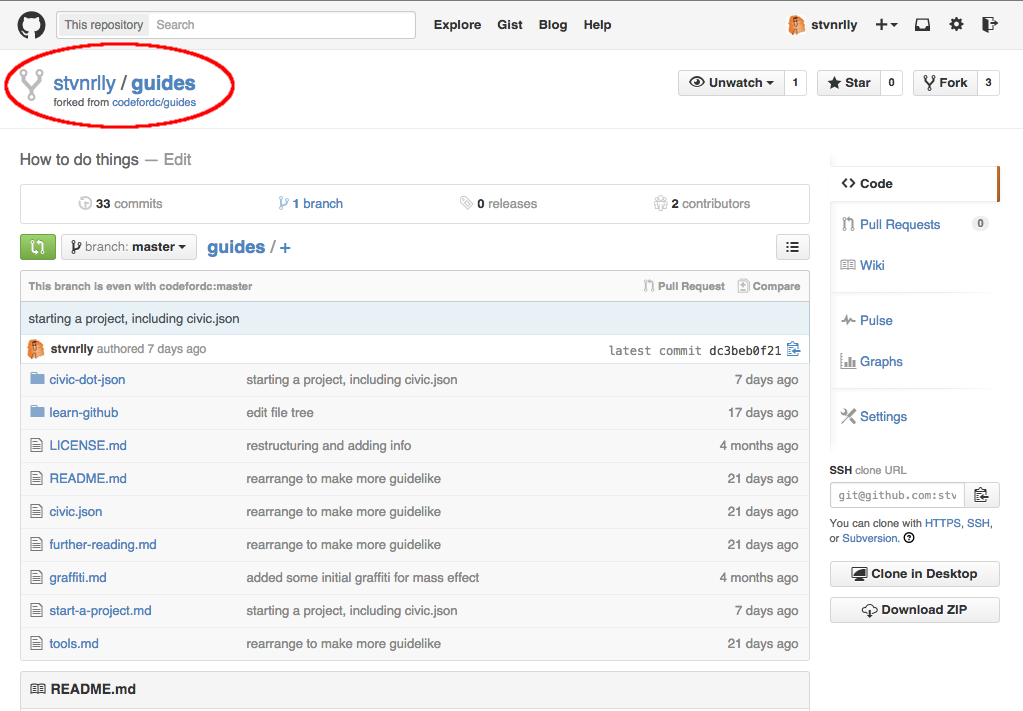 This repository Search Explore Gist Blog Help stvnrlly
stvnrlly / guides
forked from codefordc/guides
Unwatch 1 Star 0 Fork 3
How to do things — Edit
33 commits 1 branch 0 releases 2 contributors
branch: master guides / +
This branch is even with codefordc:master Pull Request Compare
starting a project, including civic.json
stvnrlly authored 7 days ago latest commit dc3beb0f21
civic-dot-json starting a project, including civic.json 7 days ago
learn-github edit file tree 17 days ago
LICENSE.md restructuring and adding info 4 months ago
README.md rearrange to make more guidelike 21 days ago
civic.json rearrange to make more guidelike 21 days ago
further-reading.md rearrange to make more guidelike 21 days ago
graffiti.md added some initial graffiti for mass effect 4 months ago
start-a-project.md starting a project, including civic.json 7 days ago
tools.md rearrange to make more guidelike 21 days ago
README.md
Code
Pull Requests 0
Wiki
Pulse
Graphs
Settings
SSH clone URL
git@github.com:stv
You can clone with HTTPS, SSH,
or Subversion.
Clone in Desktop
Download ZIP